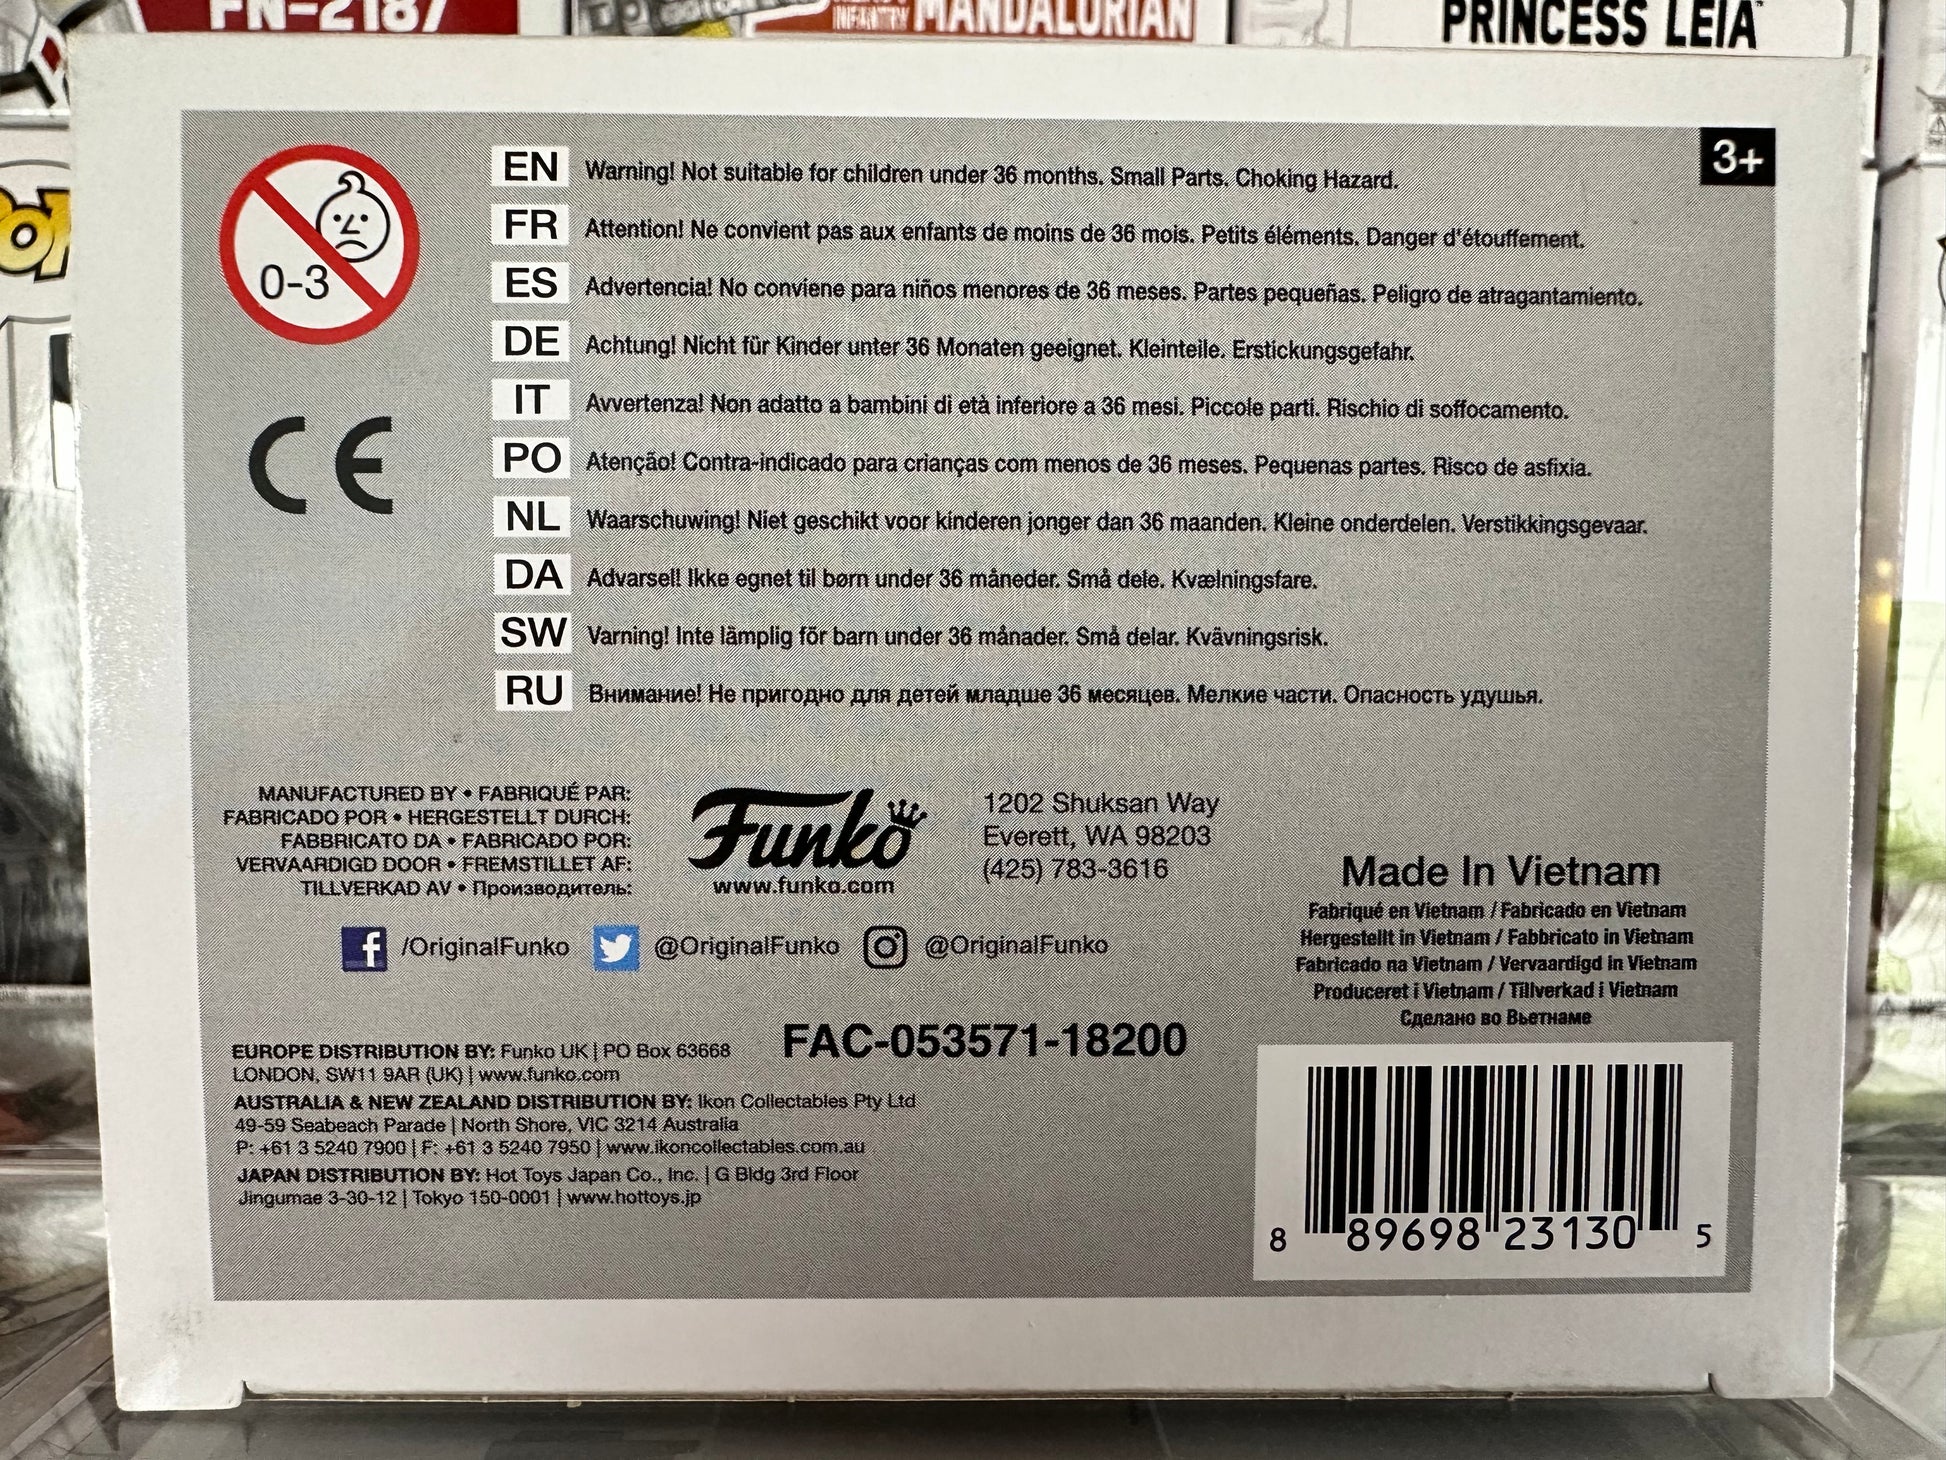 FN-2187
INFANTRY MANDALORIAN
PRINCESS LEIA™
POP
3+
0-3
CE
EN Warning! Not suitable for children under 36 months. Small Parts. Choking Hazard.
FR Attention! Ne convient pas aux enfants de moins de 36 mois. Petits éléments. Danger d'étouffement.
ES Advertencia! No conviene para niños menores de 36 meses. Partes pequeñas. Peligro de atragantamiento.
DE Achtung! Nicht für Kinder unter 36 Monaten geeignet. Kleinteile. Erstickungsgefahr.
IT Avvertenza! Non adatto a bambini di età inferiore a 36 mesi. Piccole parti. Rischio di soffocamento.
PO Atenção! Contra-indicado para crianças com menos de 36 meses. Pequenas partes. Risco de asfixia.
NL Waarschuwing! Niet geschikt voor kinderen jonger dan 36 maanden. Kleine onderdelen. Verstikkingsgevaar.
DA Advarsel! Ikke egnet til børn under 36 måneder. Små dele. Kvælningsfare.
SW Varning! Inte lämplig för barn under 36 månader. Små delar. Kvävningsrisk.
RU Внимание! Не пригодно для детей младше 36 месяцев. Мелкие части. Опасность удушья.
MANUFACTURED BY • FABRIQUÉ PAR:
FABRICADO POR • HERGESTELLT DURCH:
FABBRICATO DA • FABRICADO POR:
VERVAARDIGD DOOR • FREMSTILLET AF:
TILLVERKAD AV • Производитель:
Funko
www.funko.com
1202 Shuksan Way
Everett, WA 98203
(425) 783-3616
/OriginalFunko @OriginalFunko @OriginalFunko
Made In Vietnam
Fabriqué en Vietnam / Fabricado en Vietnam
Hergestellt in Vietnam / Fabbricato in Vietnam
Fabricado na Vietnam / Vervaardigd in Vietnam
Produceret i Vietnam / Tillverkad i Vietnam
Сделано во Вьетнаме
FAC-053571-18200
EUROPE DISTRIBUTION BY: Funko UK | PO Box 63668
LONDON, SW11 9AR (UK) | www.funko.com
AUSTRALIA & NEW ZEALAND DISTRIBUTION BY: Ikon Collectables Pty Ltd
49-59 Seabeach Parade | North Shore, VIC 3214 Australia
P: +61 3 5240 7900 | F: +61 3 5240 7950 | www.ikoncollectables.com.au
JAPAN DISTRIBUTION BY: Hot Toys Japan Co., Inc. | G Bldg 3rd Floor
Jingumae 3-30-12 | Tokyo 150-0001 | www.hottoys.jp
8 89698 23130 5